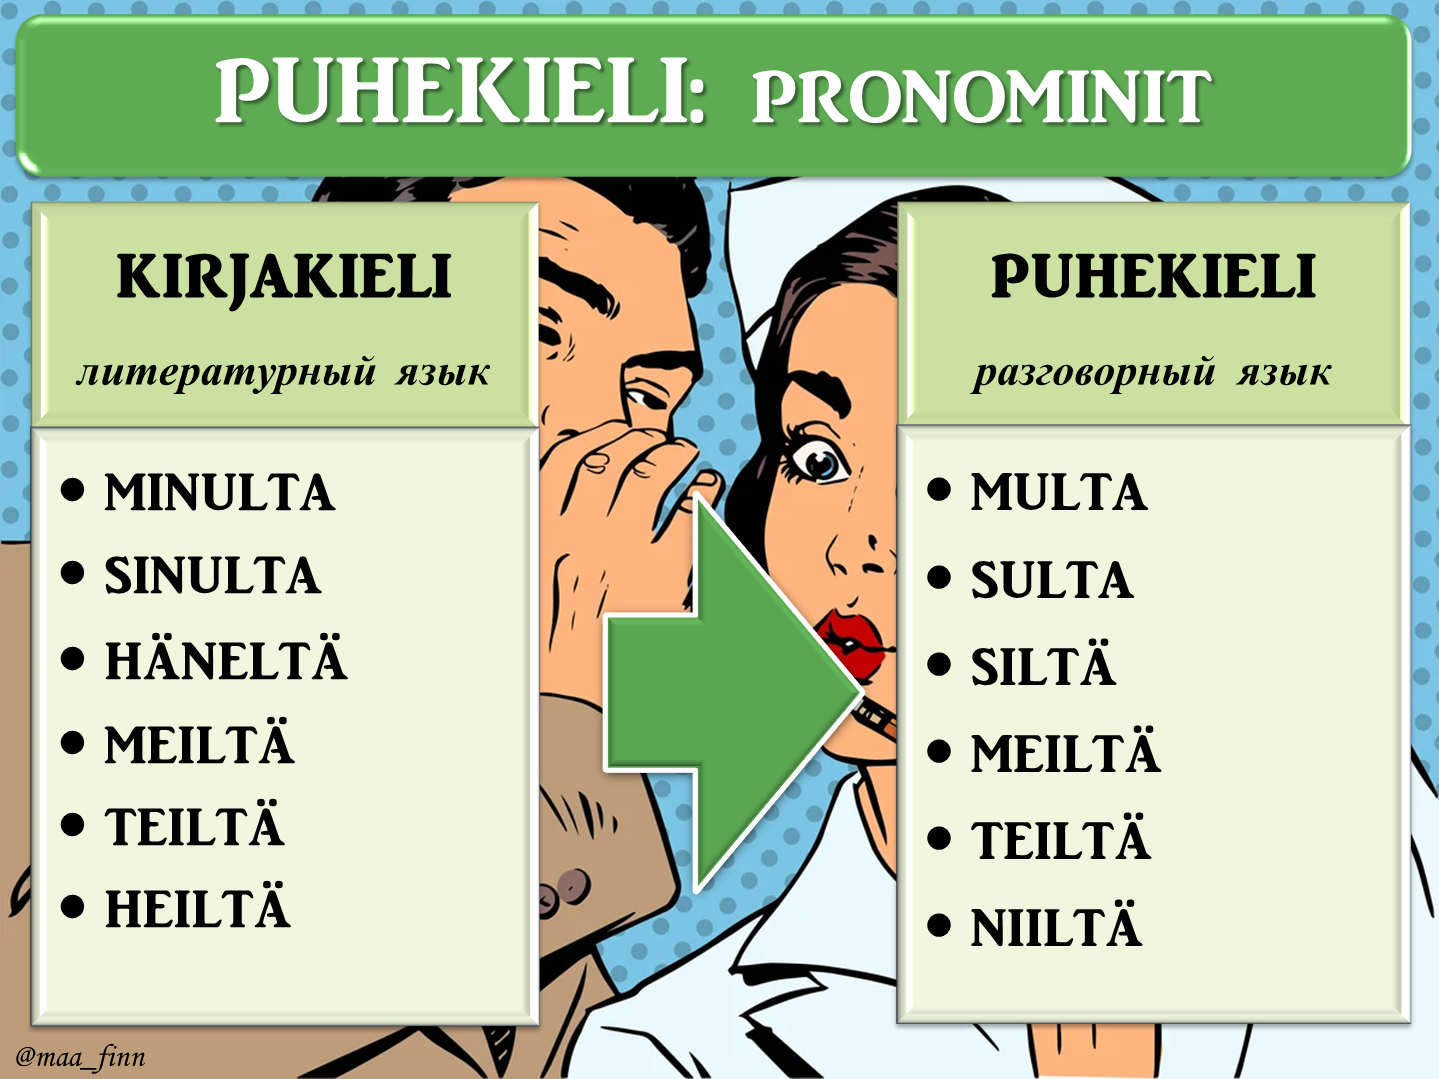 PUHEKIELI: PRONOMINIT
KIRJAKIELI
литературный язык
• MINULTA
• SINULTA
• HÄNELTÄ
• MEILTÄ
• TEILTÄ
• HEILTÄ
PUHEKIELI
разговорный язык
• MULTA
• SULTA
• SILTÄ
• MEILTÄ
• TEILTÄ
• NIILTÄ
@maa_finn